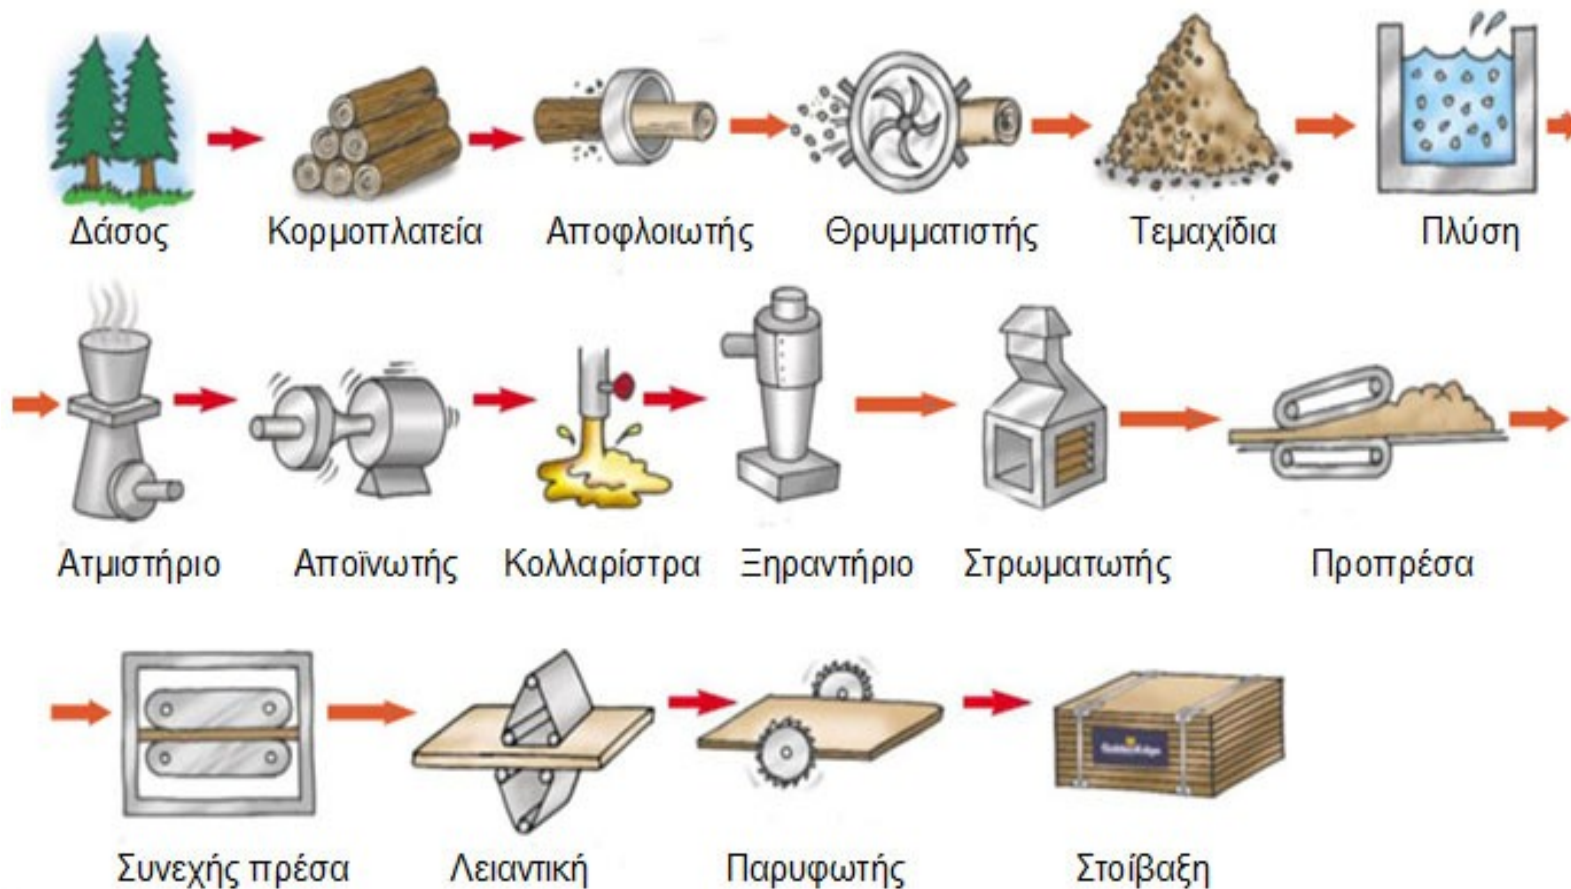 Δάσος Κορμοπλατεία Αποφλοιωτής Θρυμματιστής Τεμαχίδια Πλύση
Ατμιστήριο Αποϊνωτής Κολλαρίστρα Ξηραντήριο Στρωματωτής Προπρέσα
Συνεχής πρέσα Λειαντική Παρυφωτής Στοίβαξη